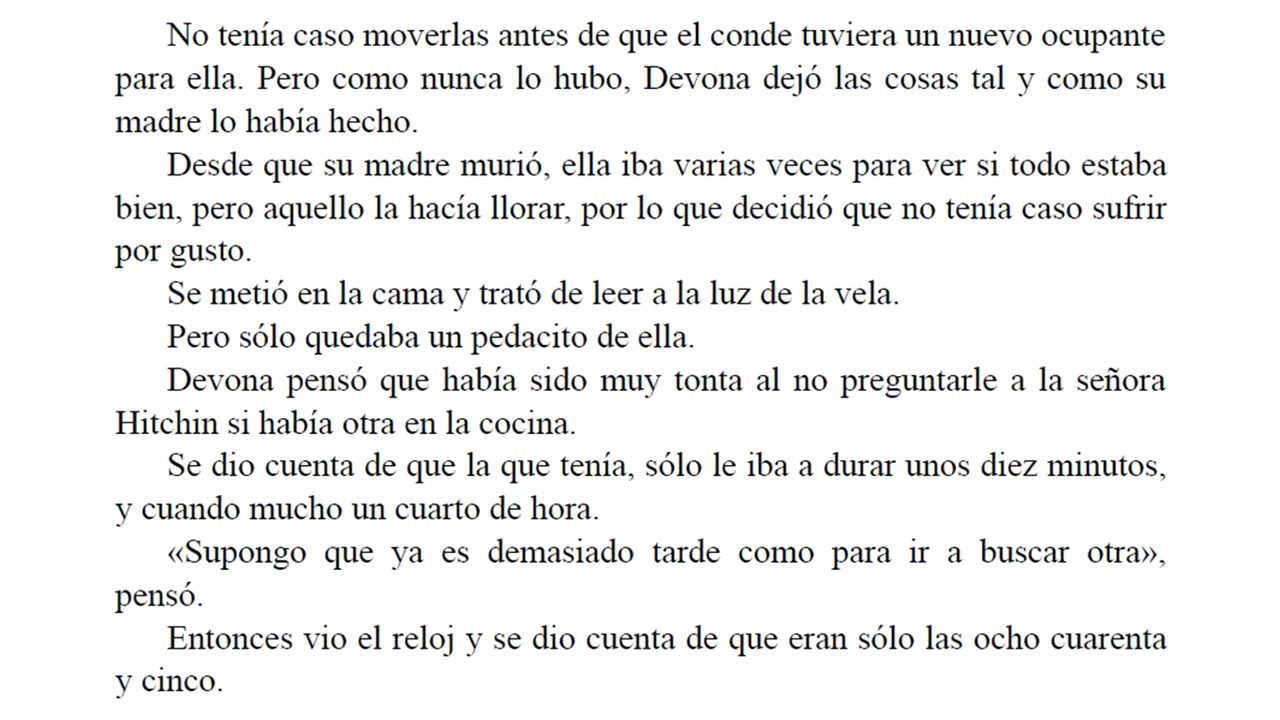 No tenía caso moverlas antes de que el conde tuviera un nuevo ocupante
para ella. Pero como nunca lo hubo, Devona dejó las cosas tal y como su
madre lo había hecho.
Desde que su madre murió, ella iba varias veces para ver si todo estaba
bien, pero aquello la hacía llorar, por lo que decidió que no tenía caso sufrir
por gusto.
Se metió en la cama y trató de leer a la luz de la vela.
Pero sólo quedaba un pedacito de ella.
Devona pensó que había sido muy tonta al no preguntarle a la señora
Hitchin si había otra en la cocina.
Se dio cuenta de que la que tenía, sólo le iba a durar unos diez minutos,
y cuando mucho un cuarto de hora.
«Supongo que ya es demasiado tarde como para ir a buscar otra»,
pensó.
Entonces vio el reloj y se dio cuenta de que eran sólo las ocho cuarenta
y cinco.